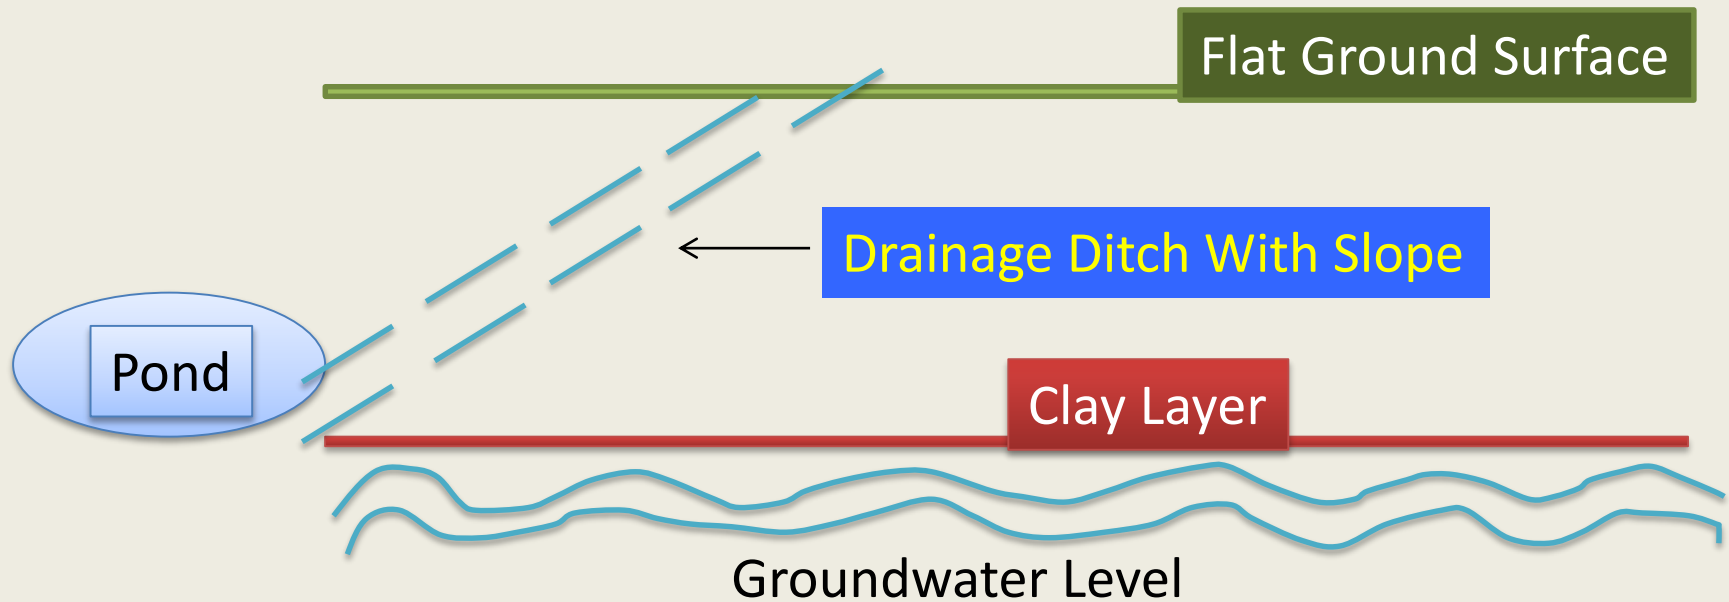 Flat Ground Surface
Drainage Ditch With Slope
Pond
Clay Layer
Groundwater Level